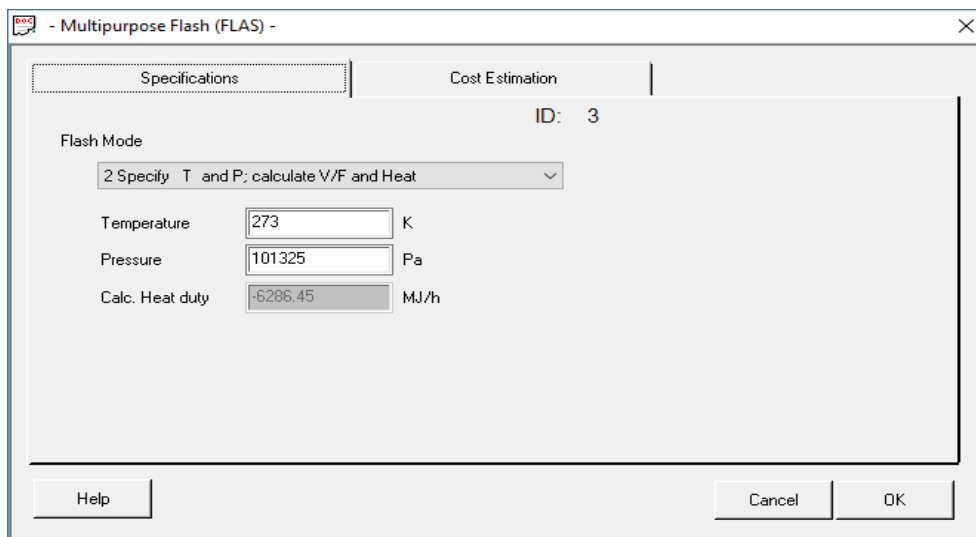 DOC - Multipurpose Flash (FLAS) -
Specifications Cost Estimation
ID: 3
Flash Mode
2 Specify T and P; calculate V/F and Heat
Temperature 273 K
Pressure 101325 Pa
Calc. Heat duty -6286.45 MJ/h
Help Cancel OK